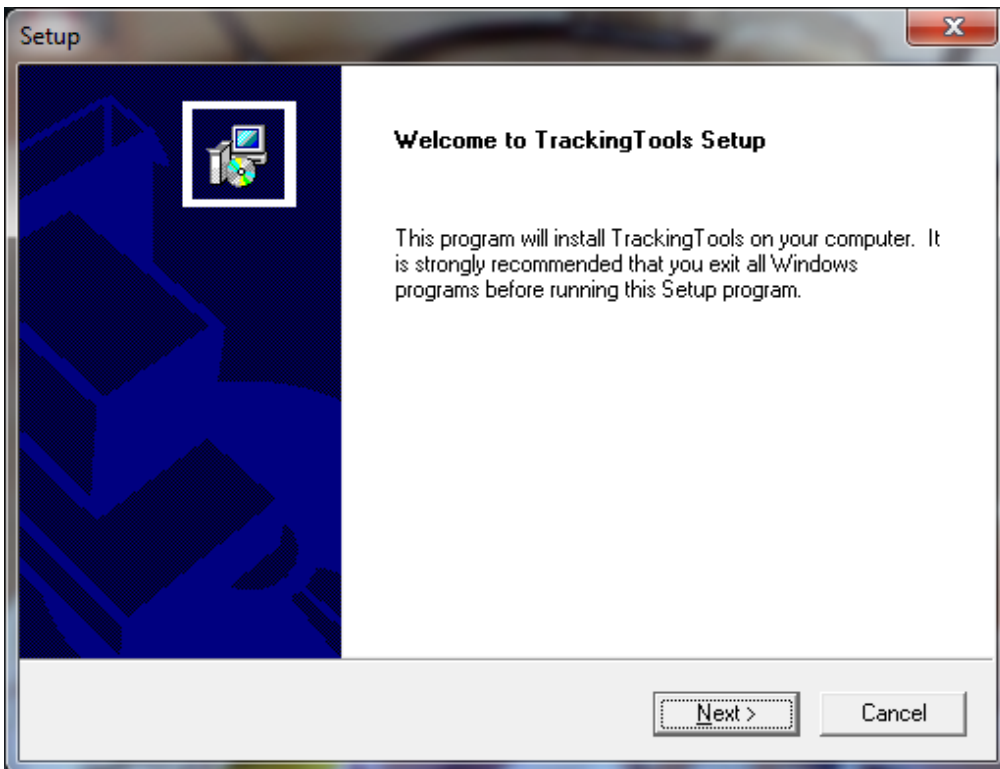 Setup
Welcome to TrackingTools Setup
This program will install TrackingTools on your computer.  It
is strongly recommended that you exit all Windows
programs before running this Setup program.
Next >
Cancel